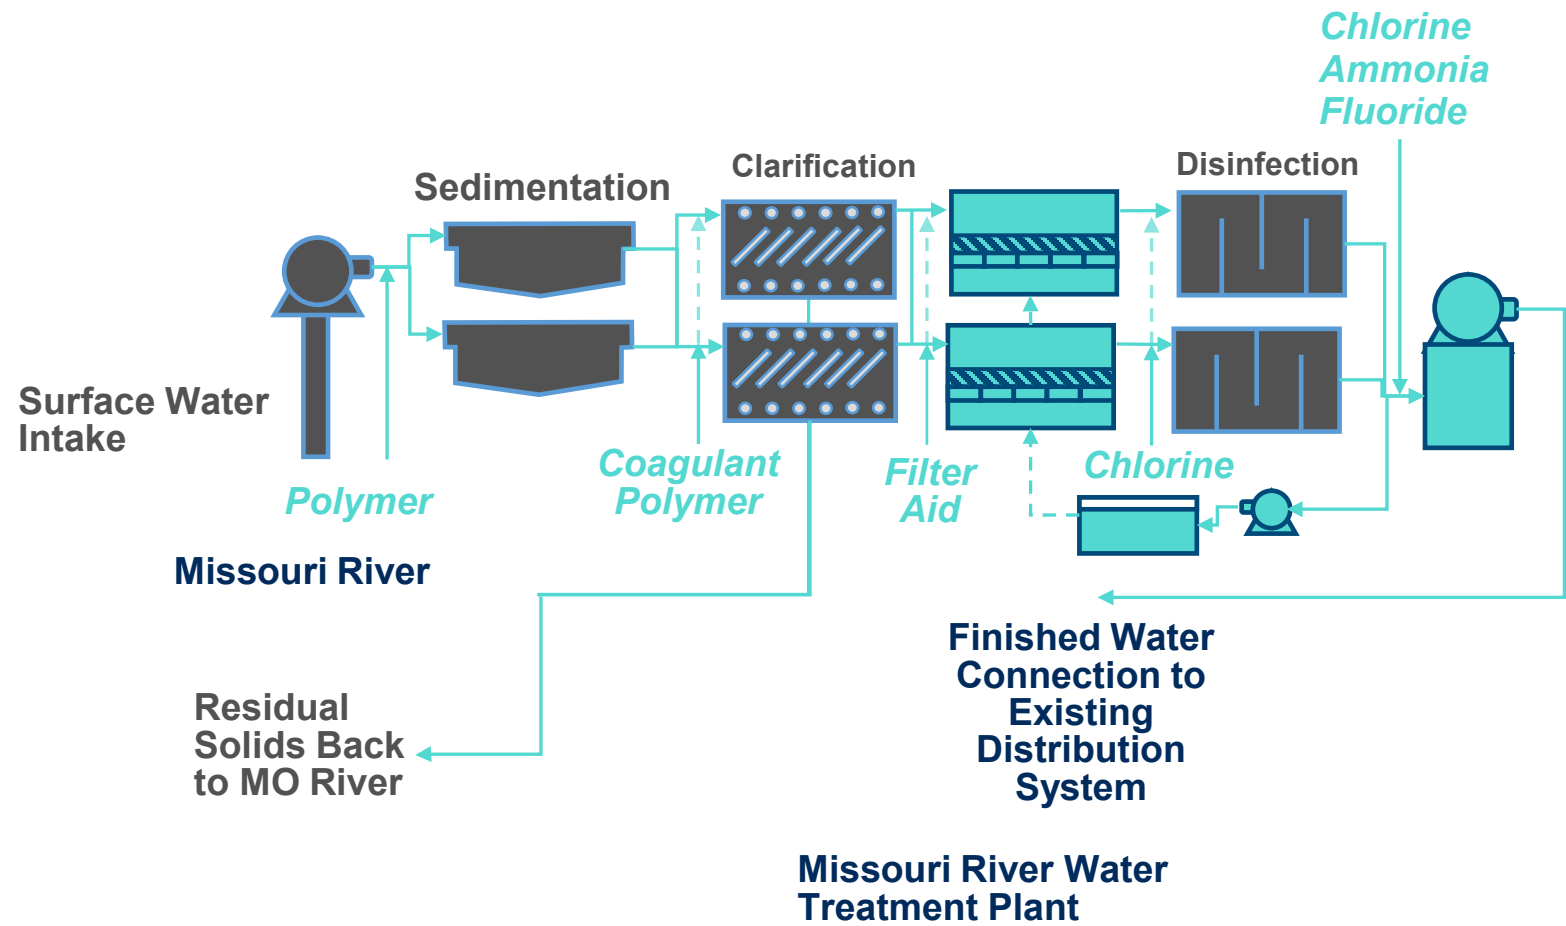 Chlorine
Ammonia
Fluoride
Sedimentation
Clarification
Disinfection
Surface Water
Intake
Polymer
Coagulant
Polymer
Filter
Aid
Chlorine
Missouri River
Residual
Solids Back
to MO River
Finished Water
Connection to
Existing
Distribution
System
Missouri River Water
Treatment Plant